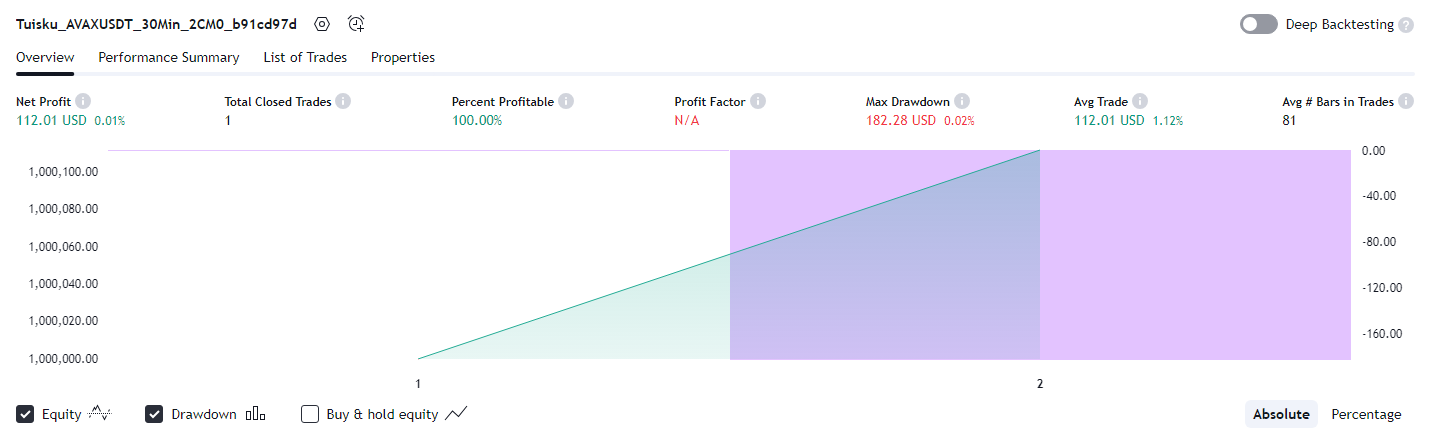 Tuisku_AVAXUSDT_30Min_2CM0_b91cd97d
Deep Backtesting ?
Overview Performance Summary List of Trades Properties
Net Profit Total Closed Trades Percent Profitable Profit Factor Max Drawdown Avg Trade Avg # Bars in Trades
112.01 USD 0.01% 1 100.00% N/A 182.28 USD 0.02% 112.01 USD 1.12% 81
0.00
1,000,100.00
-40.00
1,000,080.00
-80.00
1,000,060.00
1,000,040.00
-120.00
1,000,020.00
-160.00
1,000,000.00
1 2
Equity Drawdown Buy & hold equity Absolute Percentage